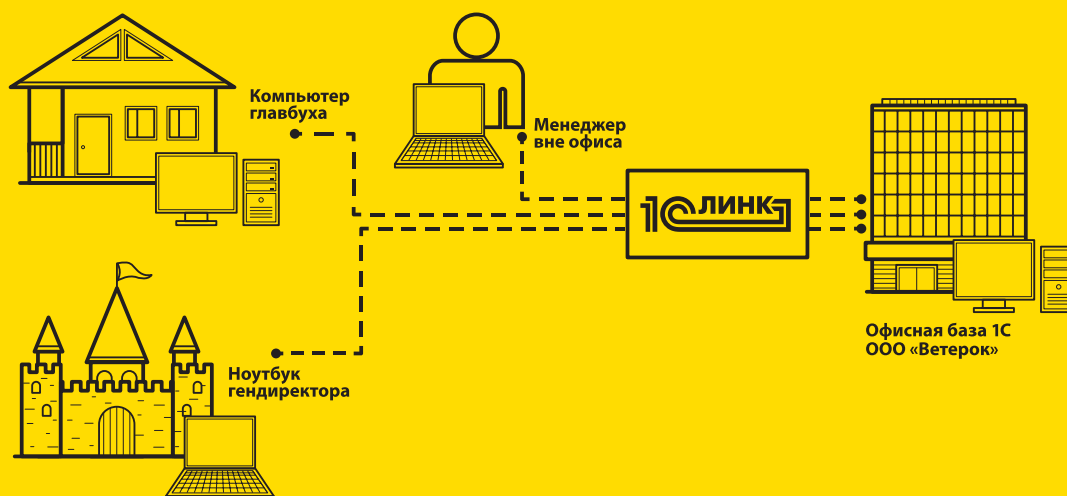 Компьютер
главбуха
Менеджер
вне офиса
1С ЛИНК
Офисная база 1С
ООО «Ветерок»
Ноутбук
гендиректора